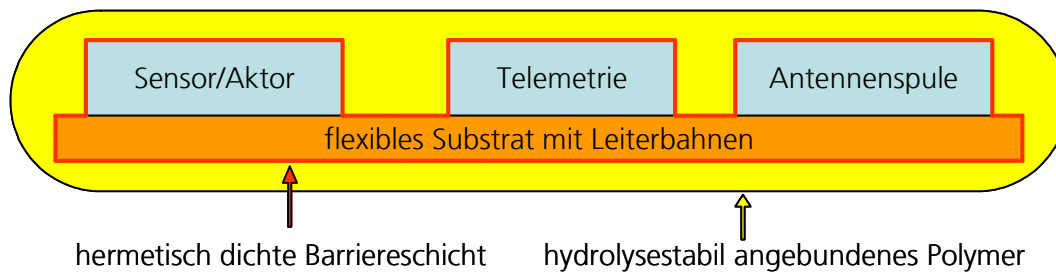 Sensor/Aktor Telemetrie Antennenspule
flexibles Substrat mit Leiterbahnen
hermetisch dichte Barriereschicht hydrolysestabil angebundenes Polymer